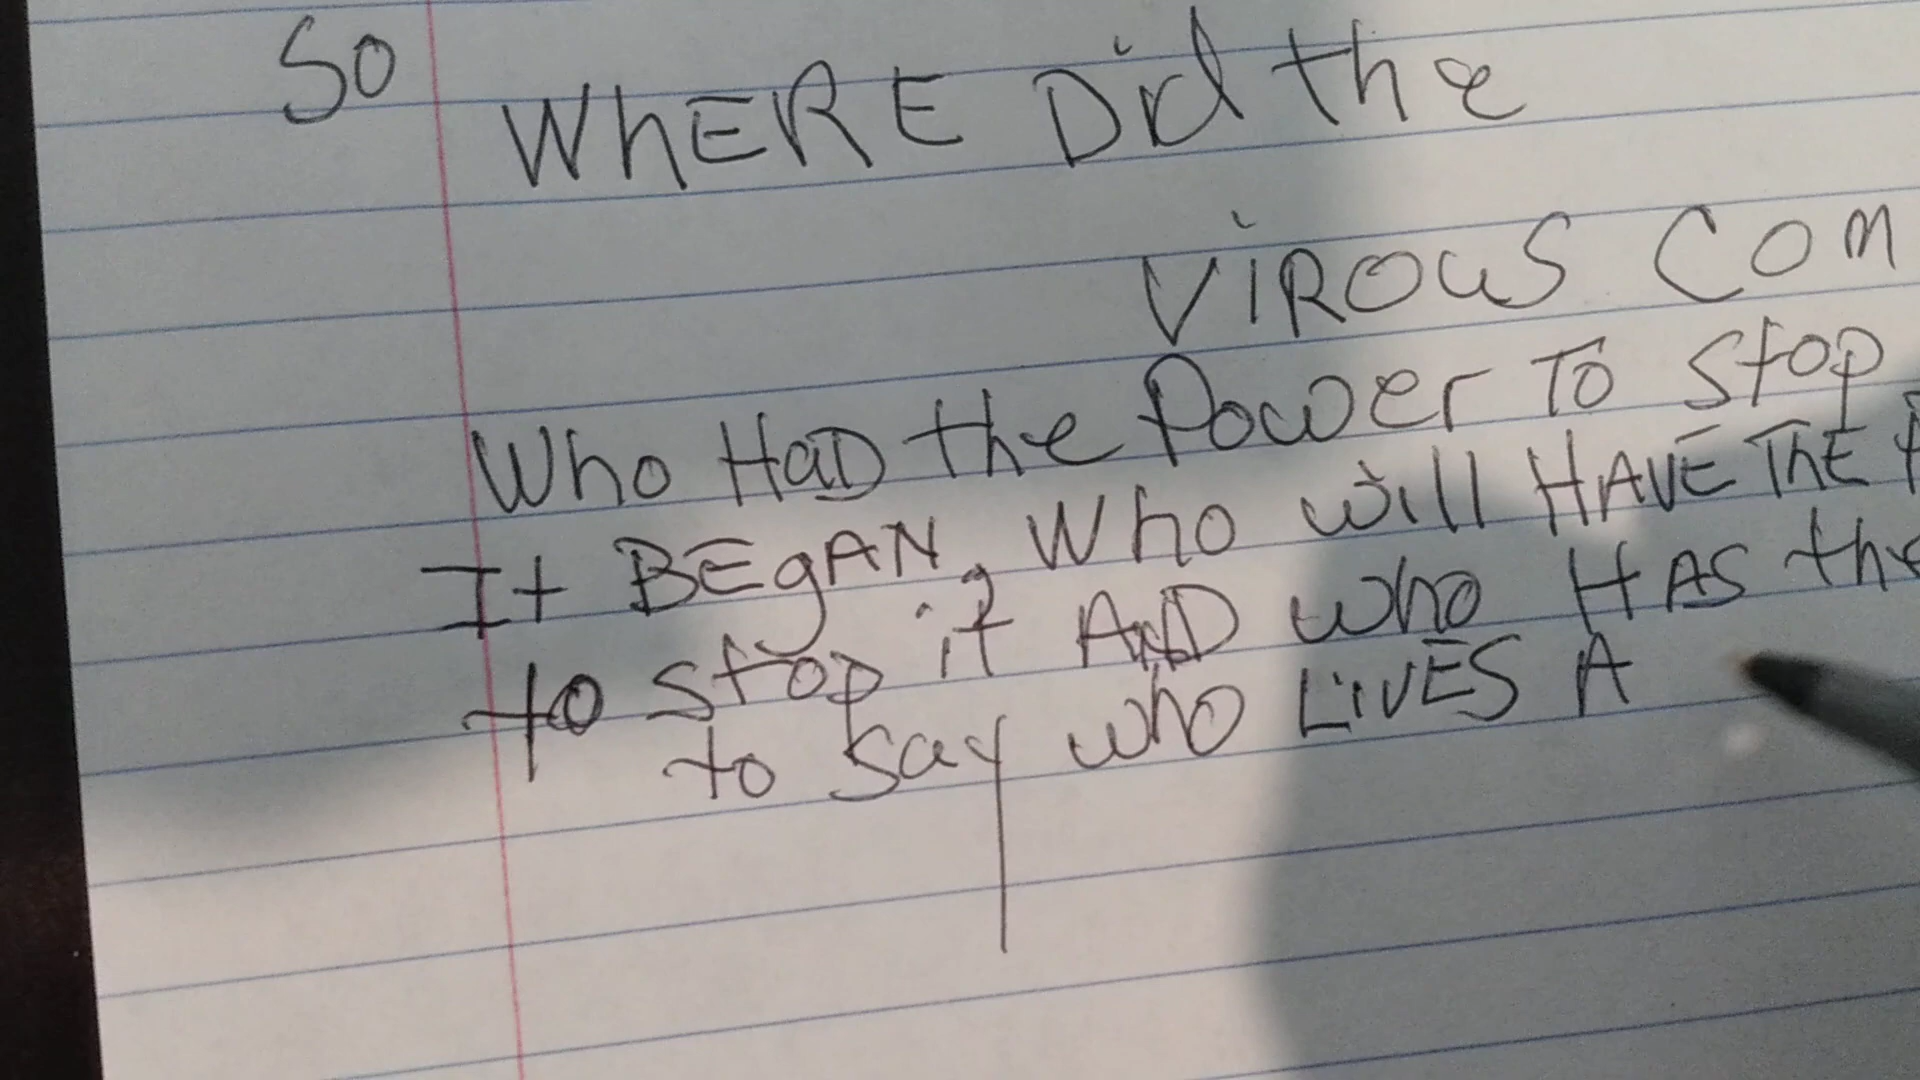 So WhERE Did the
ViROUS COM
Who HaD the Power To Stop
It BEgAN, Who will HAVE ThE
to stop it AND who HAS the
to say who LiVES A